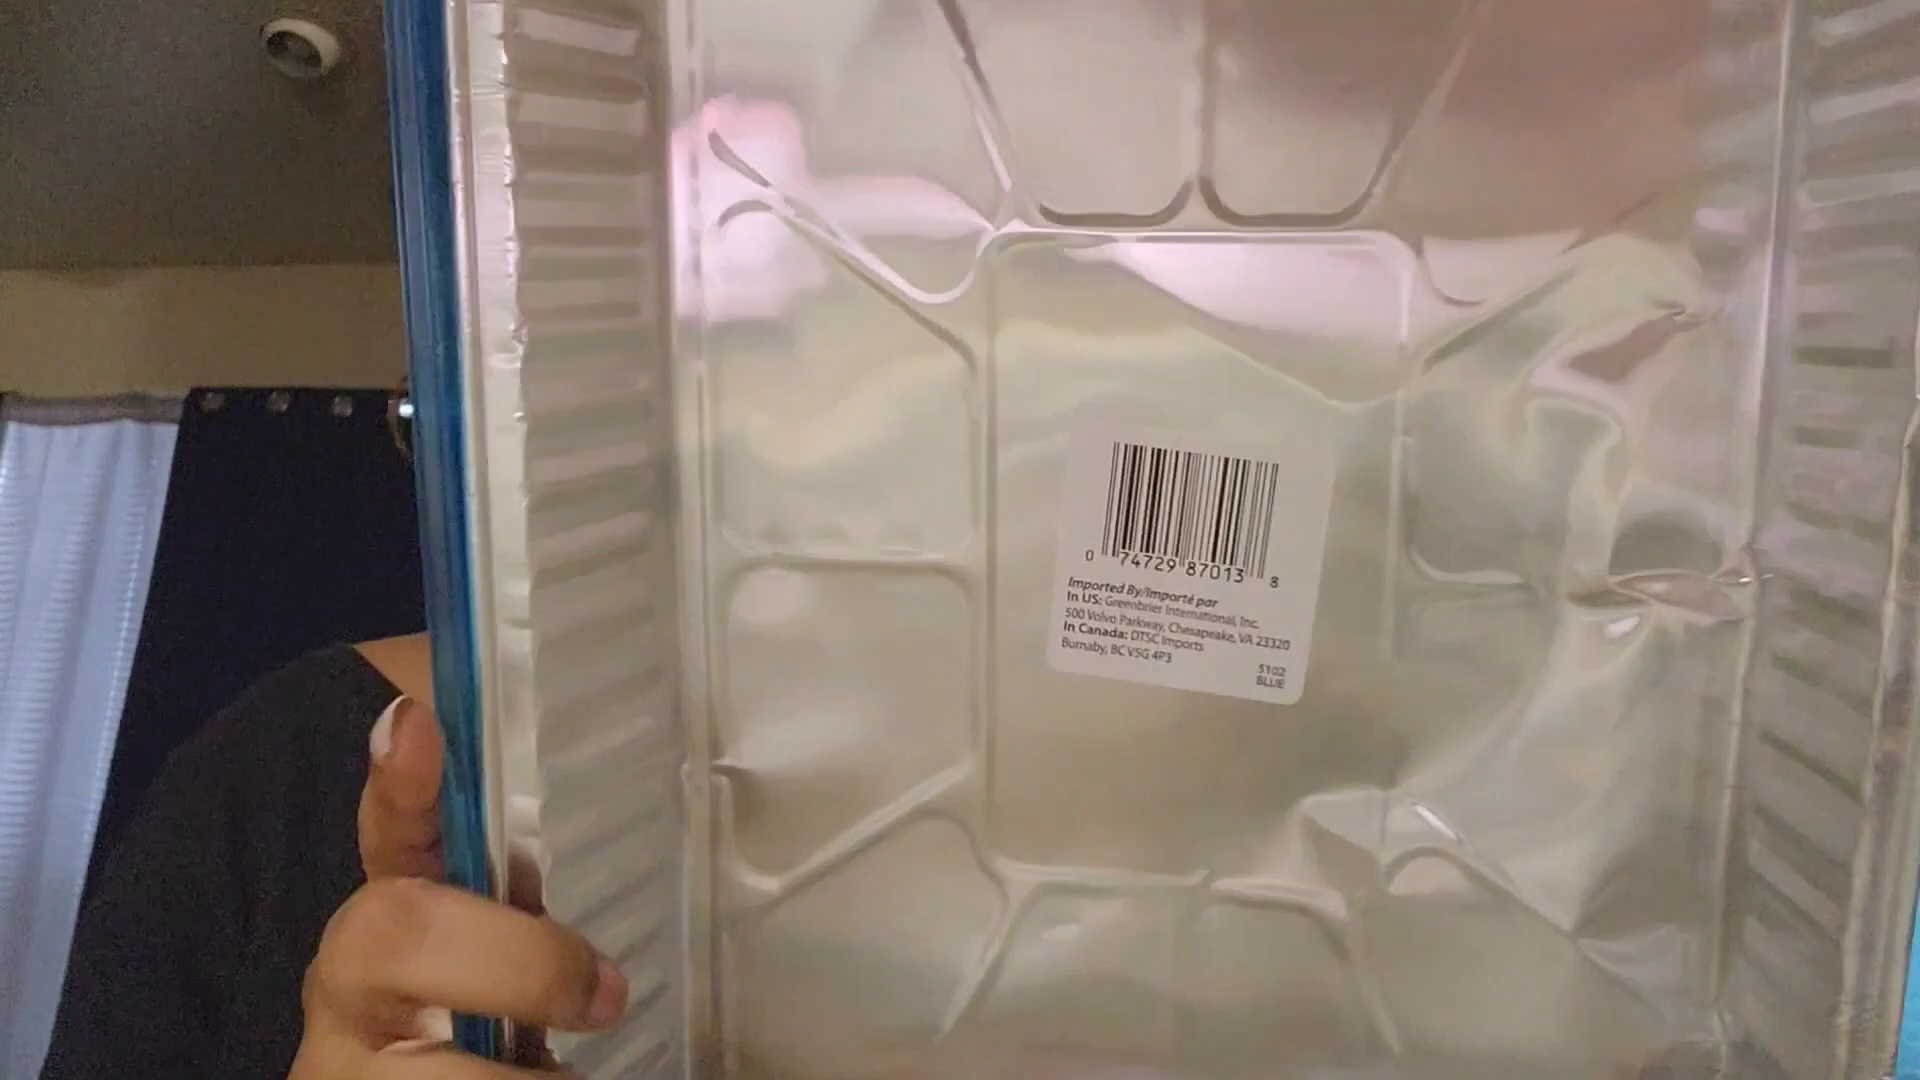 0 74729 87013 8
Imported By/Importé par
In US: Greenbrier International, Inc.
500 Volvo Parkway, Chesapeake, VA 23320
In Canada: DTSC Imports
Burnaby, BC V5G 4P3
5102
BLUE